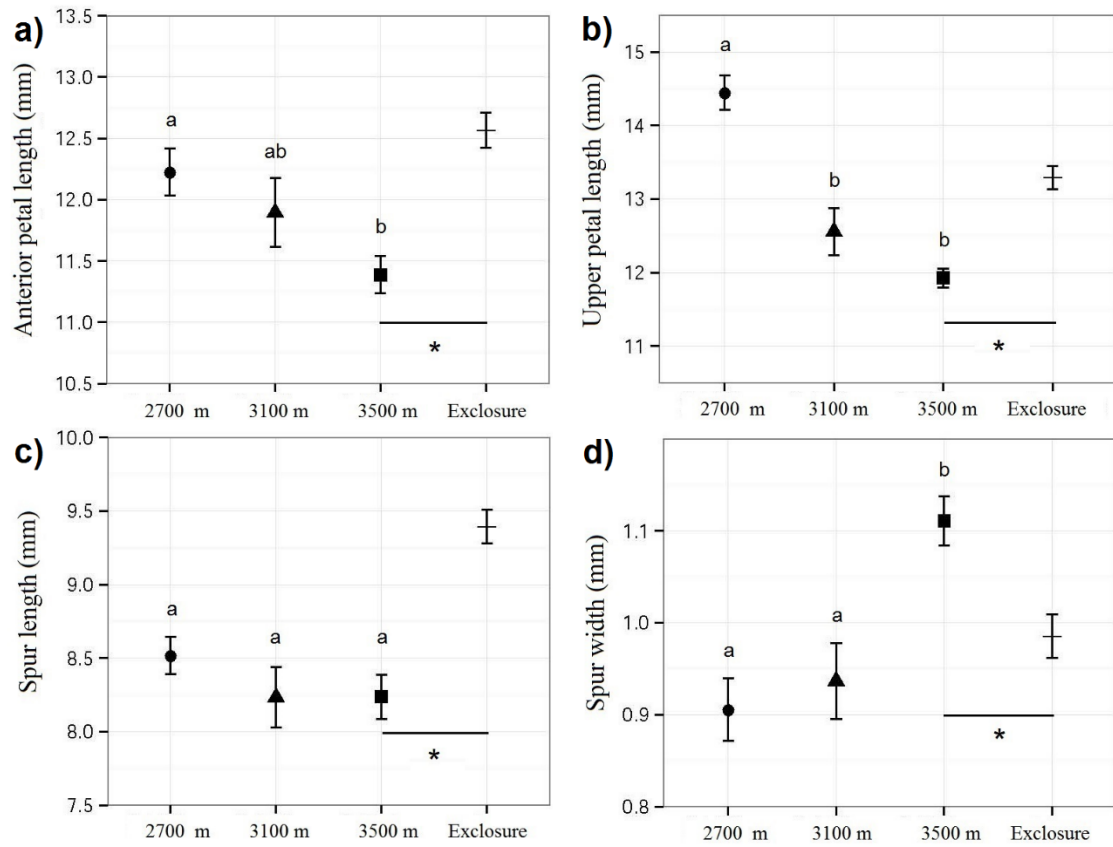 a)
Anterior petal length (mm)
13.5
13.0
12.5
12.0
11.5
11.0
10.5
a
ab
b
*
2700 m 3100 m 3500 m Exclosure
b)
Upper petal length (mm)
15
14
13
12
11
a
b
b
*
2700 m 3100 m 3500 m Exclosure
c)
Spur length (mm)
10.0
9.5
9.0
8.5
8.0
7.5
a
a
a
*
2700 m 3100 m 3500 m Exclosure
d)
Spur width (mm)
1.1
1.0
0.9
0.8
a
a
b
*
2700 m 3100 m 3500 m Exclosure